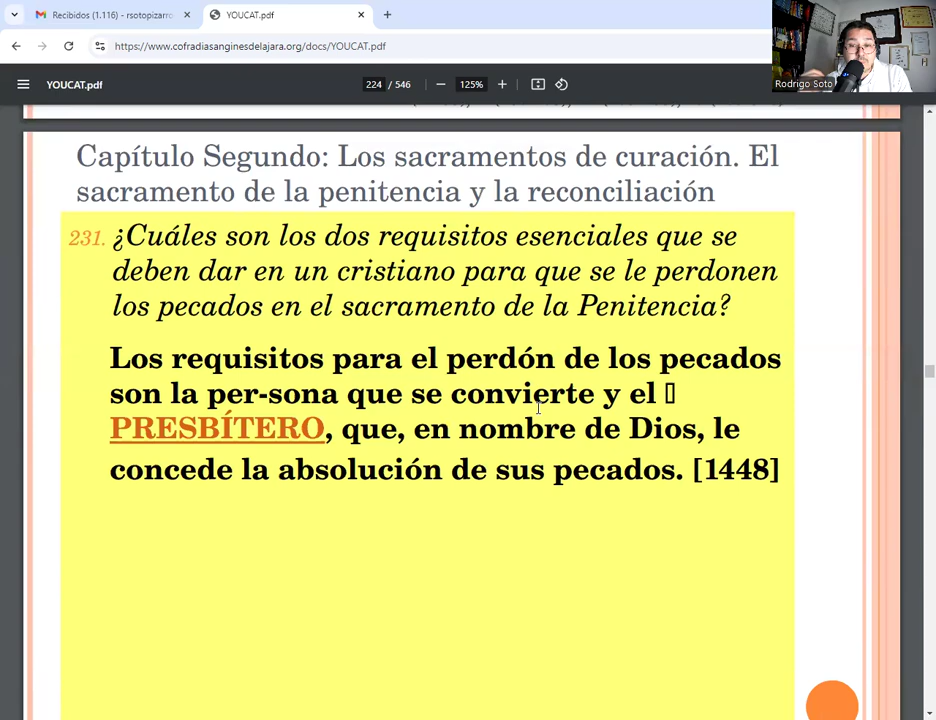 Recibidos (1.116) - rsotopizarro
YOUCAT.pdf
https://www.cofradiasanginesdelajara.org/docs/YOUCAT.pdf
YOUCAT.pdf
224 / 546
125%
Rodrigo Soto
Capítulo Segundo: Los sacramentos de curación. El
sacramento de la penitencia y la reconciliación
231. ¿Cuáles son los dos requisitos esenciales que se
deben dar en un cristiano para que se le perdonen
los pecados en el sacramento de la Penitencia?
Los requisitos para el perdón de los pecados
son la per-sona que se convierte y el
PRESBÍTERO, que, en nombre de Dios, le
concede la absolución de sus pecados. [1448]